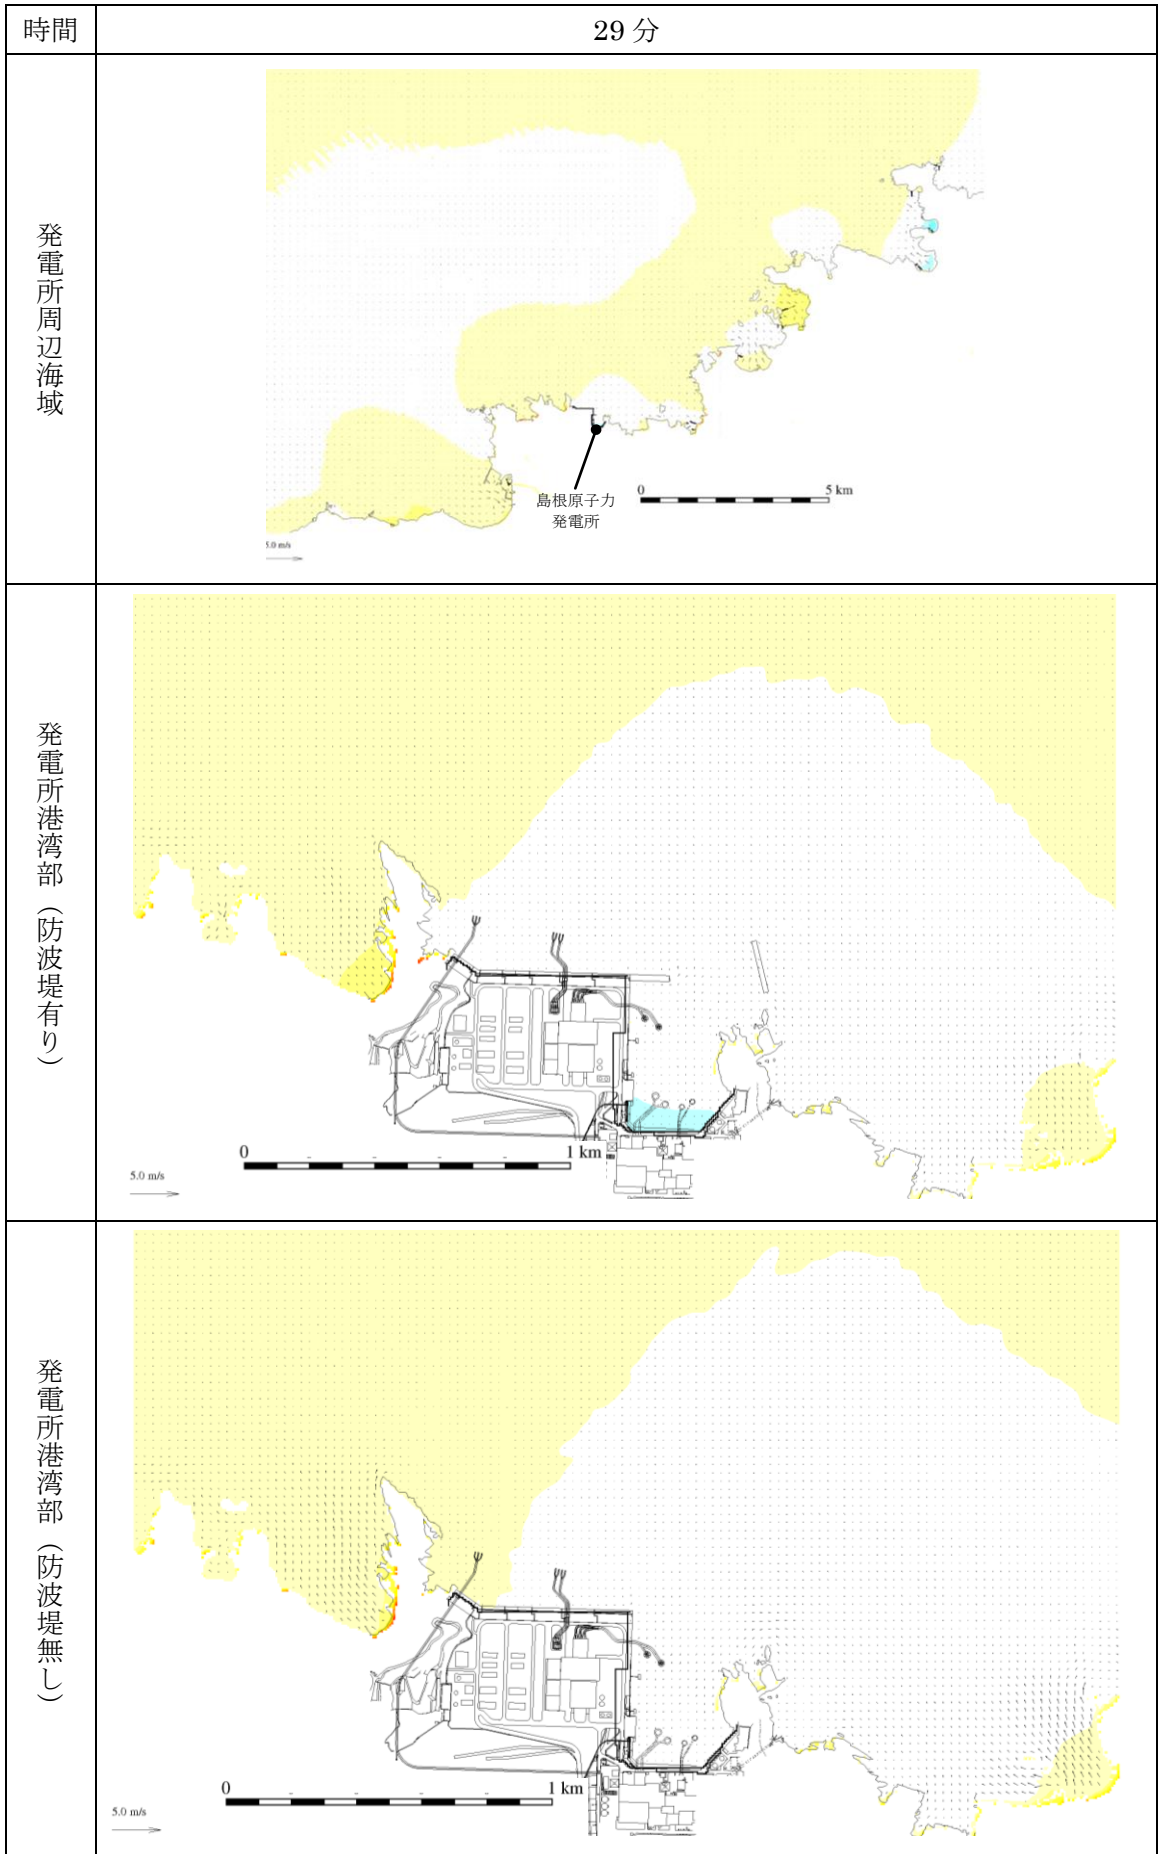 時間
29 分
発電所周辺海域
0
5 km
島根原子力
発電所
5.0 m/s
発電所港湾部（防波堤有り）
0
1 km
5.0 m/s
発電所港湾部（防波堤無し）
0
1 km
5.0 m/s